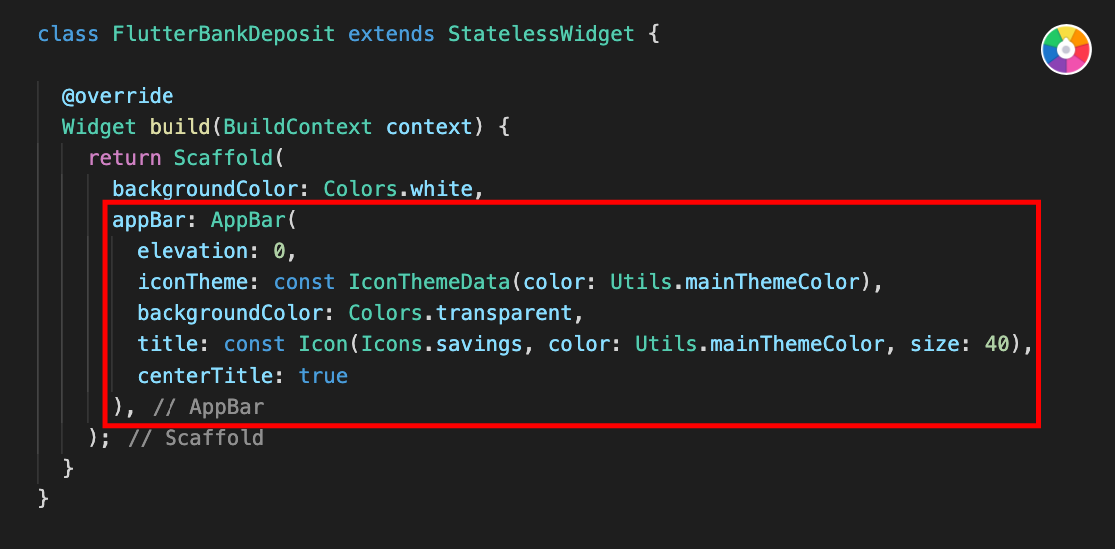 class FlutterBankDeposit extends StatelessWidget {
@override
Widget build(BuildContext context) {
return Scaffold(
backgroundColor: Colors.white,
appBar: AppBar(
elevation: 0,
iconTheme: const IconThemeData(color: Utils.mainThemeColor),
backgroundColor: Colors.transparent,
title: const Icon(Icons.savings, color: Utils.mainThemeColor, size: 40),
centerTitle: true
), // AppBar
); // Scaffold
}
}